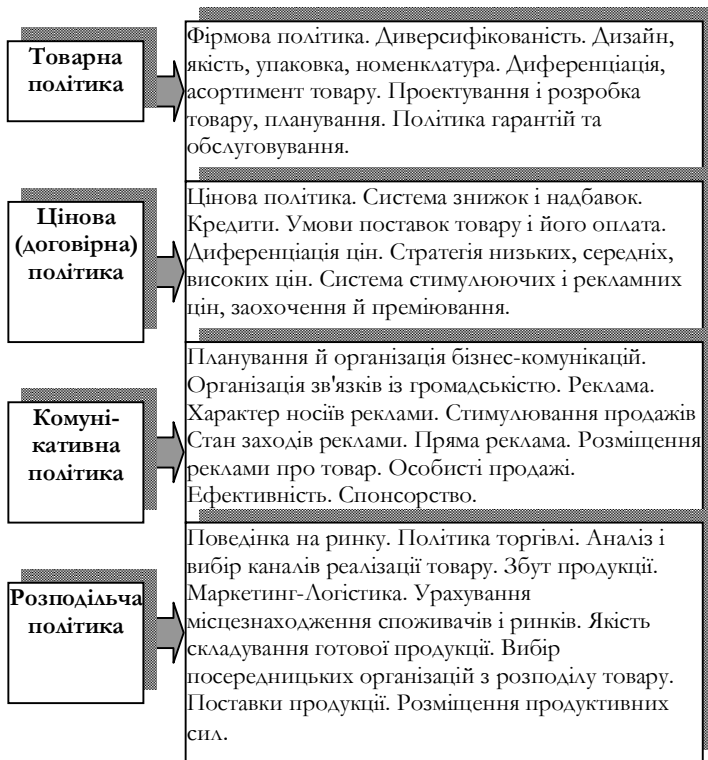 Товарна
політика
Фірмова політика. Диверсифікованість. Дизайн,
якість, упаковка, номенклатура. Диференціація,
асортимент товару. Проектування і розробка
товару, планування. Політика гарантій та
обслуговування.
Цінова
(договірна)
політика
Цінова політика. Система знижок і надбавок.
Кредити. Умови поставок товару і його оплата.
Диференціація цін. Стратегія низьких, середніх,
високих цін. Система стимулюючих і рекламних
цін, заохочення й преміювання.
Комуні-
кативна
політика
Планування й організація бізнес-комунікацій.
Організація зв'язків із громадськістю. Реклама.
Характер носіїв реклами. Стимулювання продажів
Стан заходів реклами. Пряма реклама. Розміщення
реклами про товар. Особисті продажі.
Ефективність. Спонсорство.
Розподільча
політика
Поведінка на ринку. Політика торгівлі. Аналіз і
вибір каналів реалізації товару. Збут продукції.
Маркетинг-Логістика. Урахування
місцезнаходження споживачів і ринків. Якість
складування готової продукції. Вибір
посередницьких організацій з розподілу товару.
Поставки продукції. Розміщення продуктивних
сил.